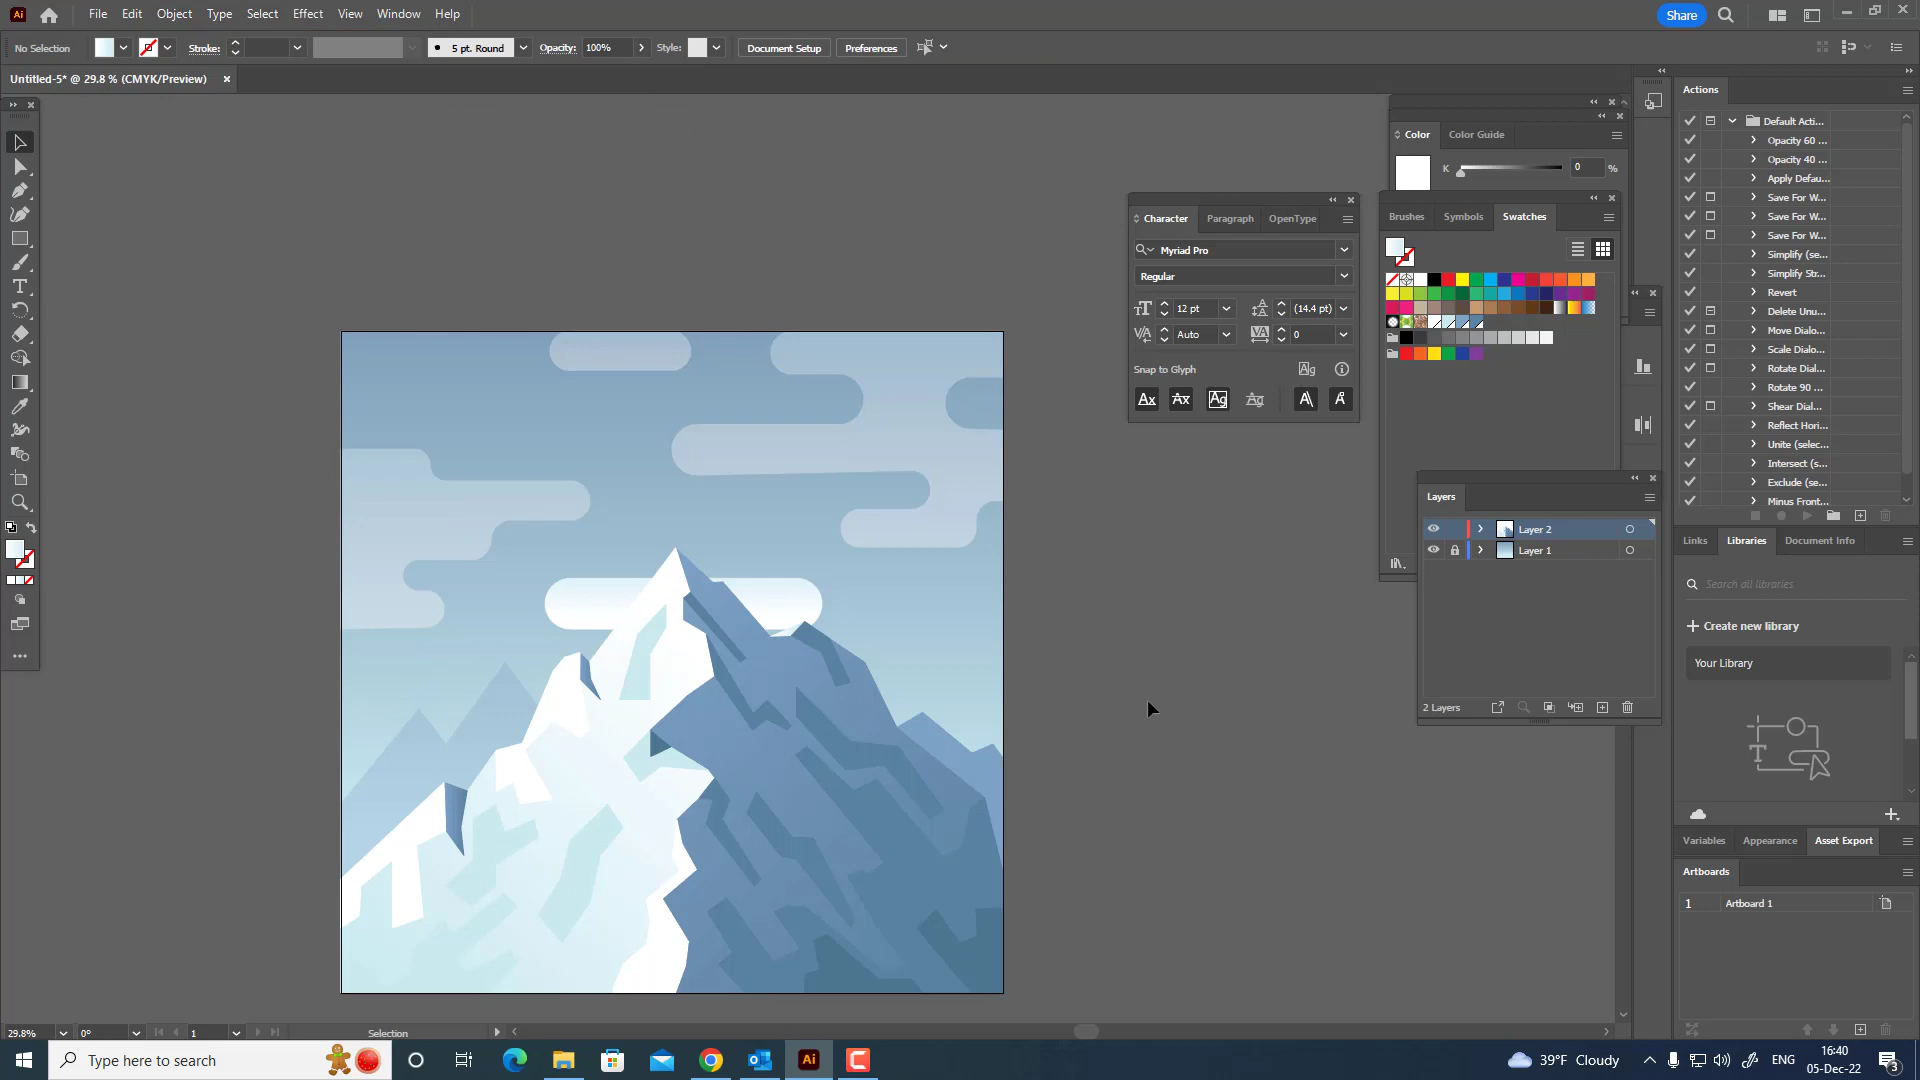 Ai File Edit Object Type Select Effect View Window Help Share
No Selection Stroke: 5 pt. Round Opacity: 100% Style: Document Setup Preferences
Untitled-5* @ 29.8 % (CMYK/Preview)
Actions
Default Acti...
Opacity 60 ...
Opacity 40 ...
Apply Defau...
Save For W...
Save For W...
Save For W...
Simplify (se...
Simplify Str...
Revert
Delete Unu...
Move Dialo...
Scale Dialo...
Rotate Dial...
Rotate 90 ...
Shear Dial...
Reflect Hori...
Unite (selec...
Intersect (s...
Exclude (se...
Minus Front...
Color Color Guide
K 0 %
Brushes Symbols Swatches
Character Paragraph OpenType
Myriad Pro
Regular
12 pt (14.4 pt)
Auto 0
Snap to Glyph
Layers
Layer 2
Layer 1
2 Layers
Links Libraries Document Info
Search all libraries
Create new library
Your Library
Variables Appearance Asset Export
Artboards
1 Artboard 1
29.8% 0° 1 Selection
Type here to search
Ai
39°F Cloudy
ENG
16:40
05-Dec-22
3